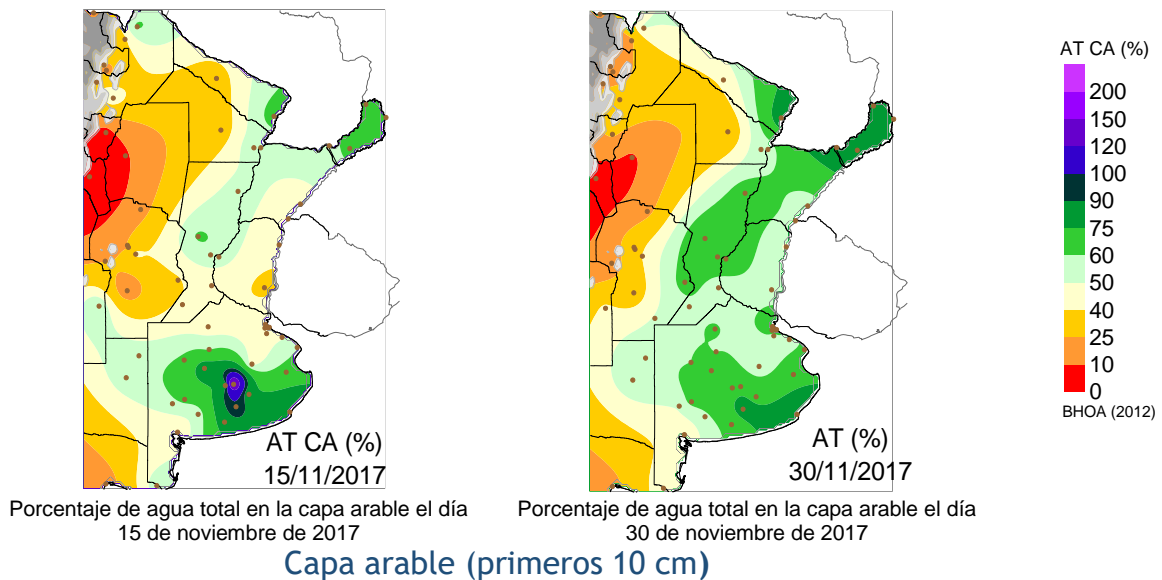 AT CA (%)
15/11/2017
Porcentaje de agua total en la capa arable el día
15 de noviembre de 2017
AT (%)
30/11/2017
Porcentaje de agua total en la capa arable el día
30 de noviembre de 2017
AT CA (%)
200
150
120
90
75
60
50
40
25
10
0
BHOA (2012)
Capa arable (primeros 10 cm)